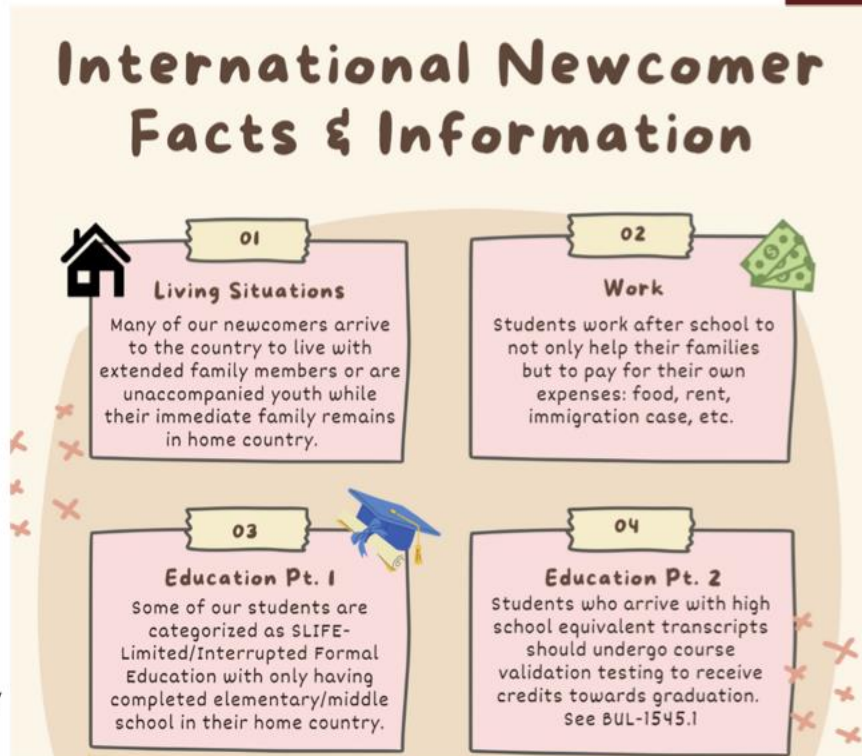 International Newcomer
Facts & Information
01
Living Situations
Many of our newcomers arrive
to the country to live with
extended family members or are
unaccompanied youth while
their immediate family remains
in home country.
02
Work
Students work after school to
not only help their families
but to pay for their own
expenses: food, rent,
immigration case, etc.
03
Education Pt. 1
Some of our students are
categorized as SLIFE-
Limited/Interrupted Formal
Education with only having
completed elementary/middle
school in their home country.
04
Education Pt. 2
Students who arrive with high
school equivalent transcripts
should undergo course
validation testing to receive
credits towards graduation.
See BUL-1545.1